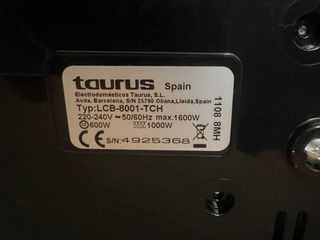 taurus Spain
Electrodomésticos Taurus, S.L.
Avda. Barcelona, S/N 25790 Oliana, Lleida, Spain
Typ:LCB-8001-TCH
220-240V ~ 50/60Hz max.1600W
600W 1000W
CE S/N:4925368
1108 8MH